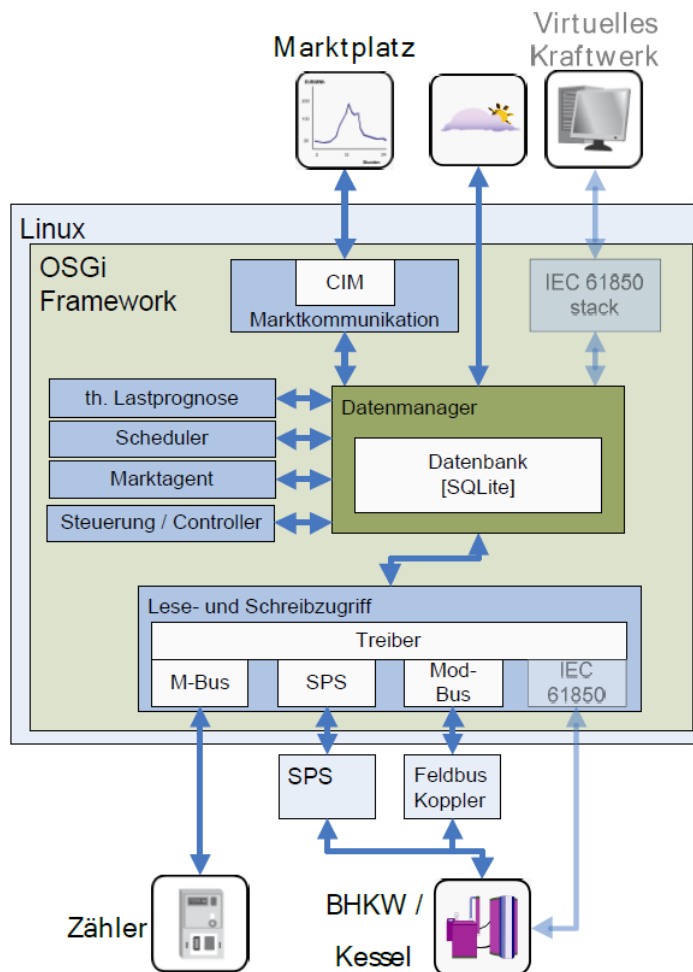 Marktplatz
Virtuelles
Kraftwerk
Linux
OSGi
Framework
CIM
Marktkommunikation
IEC 61850
stack
th. Lastprognose
Scheduler
Marktagent
Steuerung / Controller
Datenmanager
Datenbank
[SQLite]
Lese- und Schreibzugriff
Treiber
M-Bus
SPS
Mod-
Bus
IEC
61850
SPS
Feldbus
Koppler
Zähler
BHKW /
Kessel